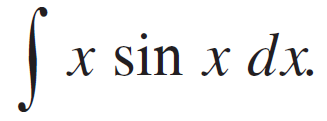 ∫ x sin x dx.